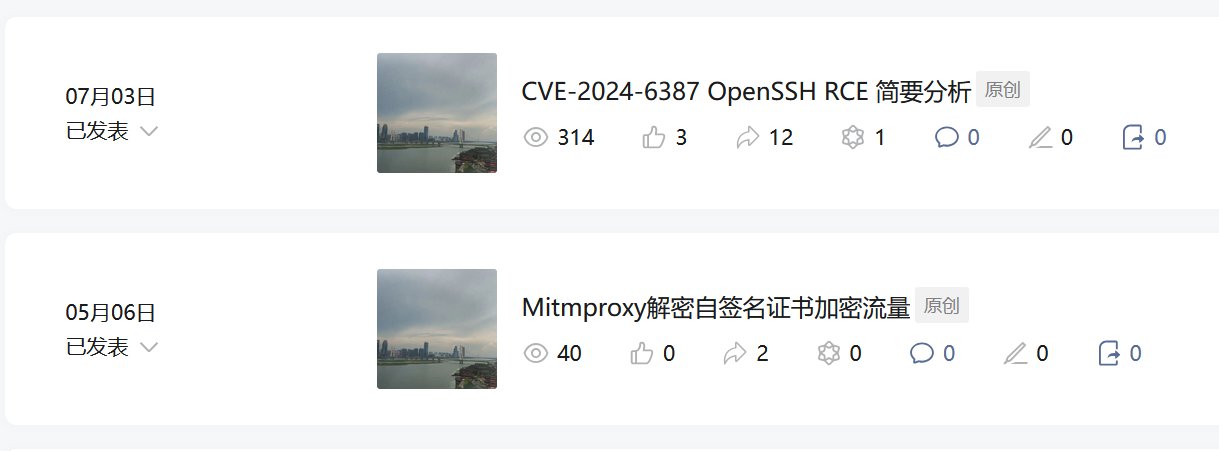 07月03日
已发表
CVE-2024-6387 OpenSSH RCE 简要分析 原创
314 3 12 1 0 0 0
05月06日
已发表
Mitmproxy解密自签名证书加密流量 原创
40 0 2 0 0 0 0